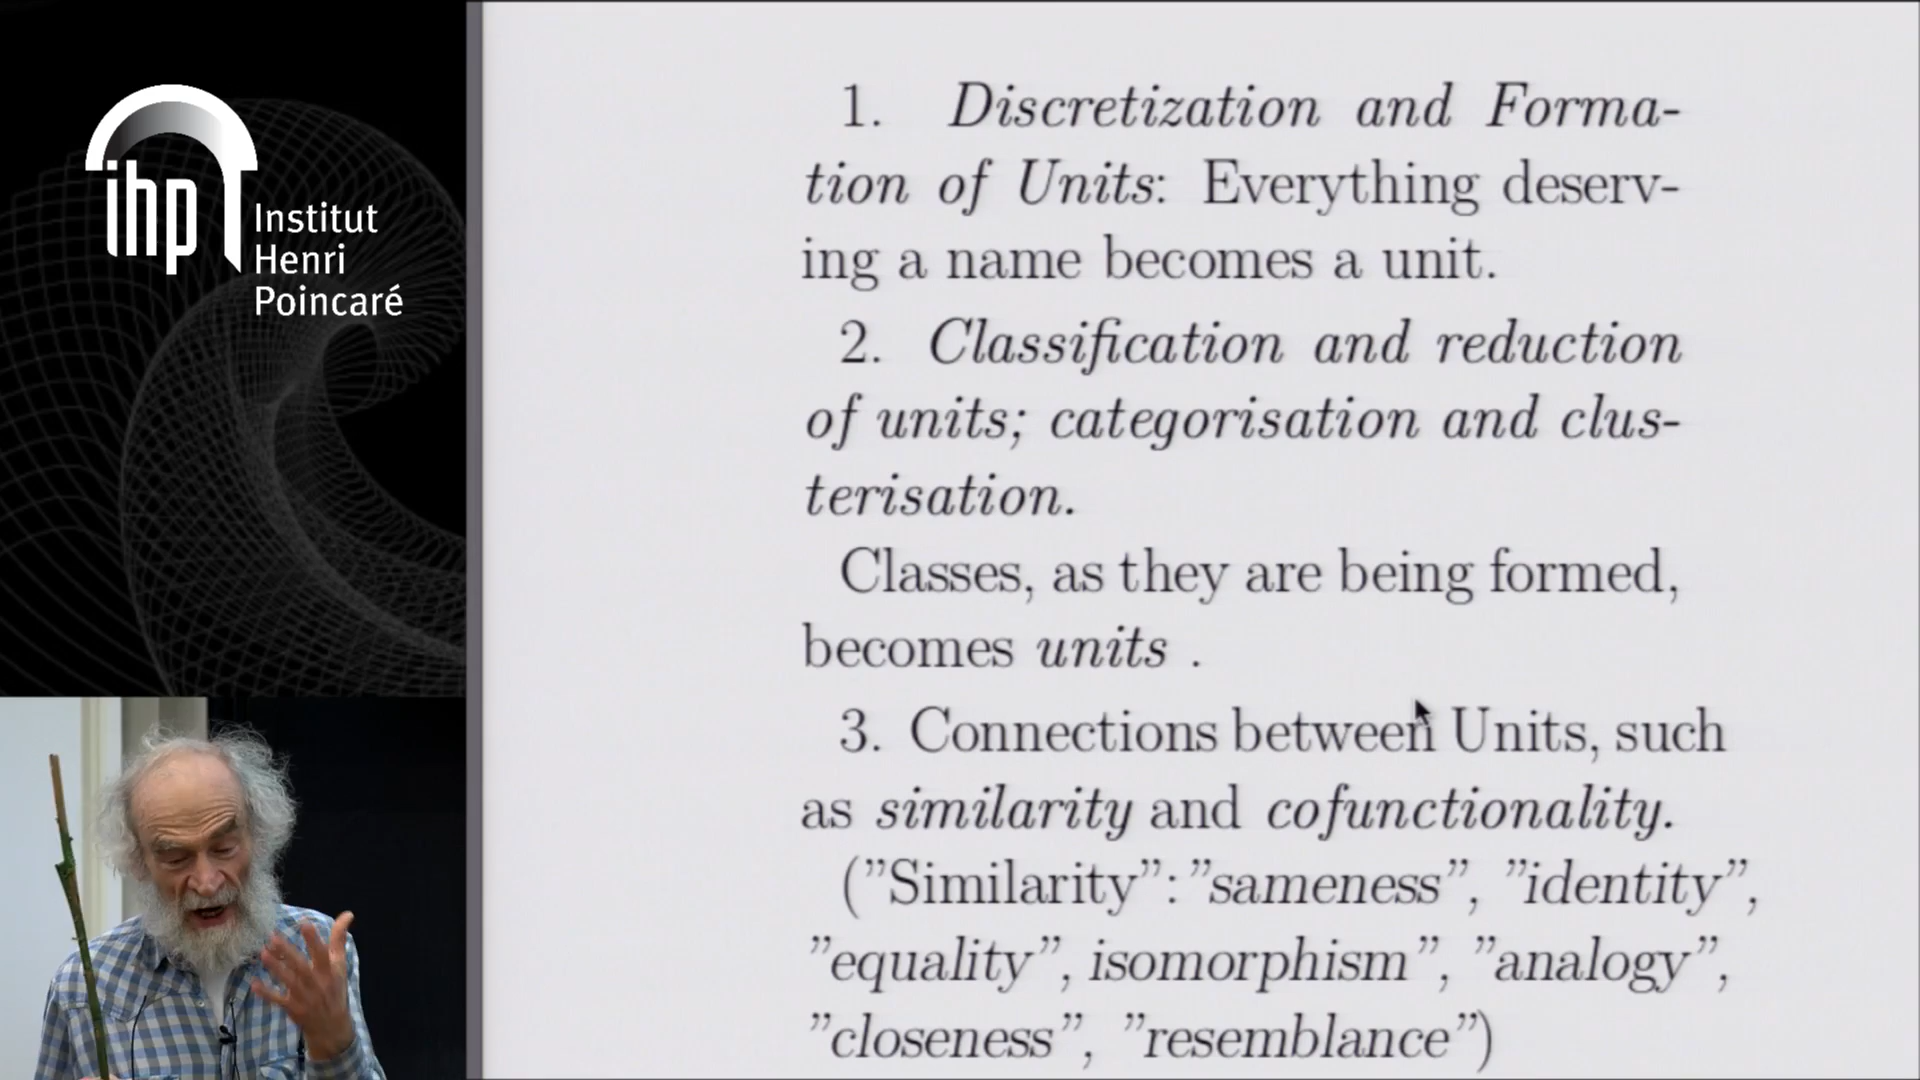 ihp
Institut
Henri
Poincaré
1. Discretization and Forma-
tion of Units: Everything deserv-
ing a name becomes a unit.
2. Classification and reduction
of units; categorisation and clus-
terisation.
Classes, as they are being formed,
becomes units .
3. Connections between Units, such
as similarity and cofunctionality.
(”Similarity”: ”sameness”, ”identity”,
”equality”, isomorphism”, ”analogy”,
”closeness”, ”resemblance”)